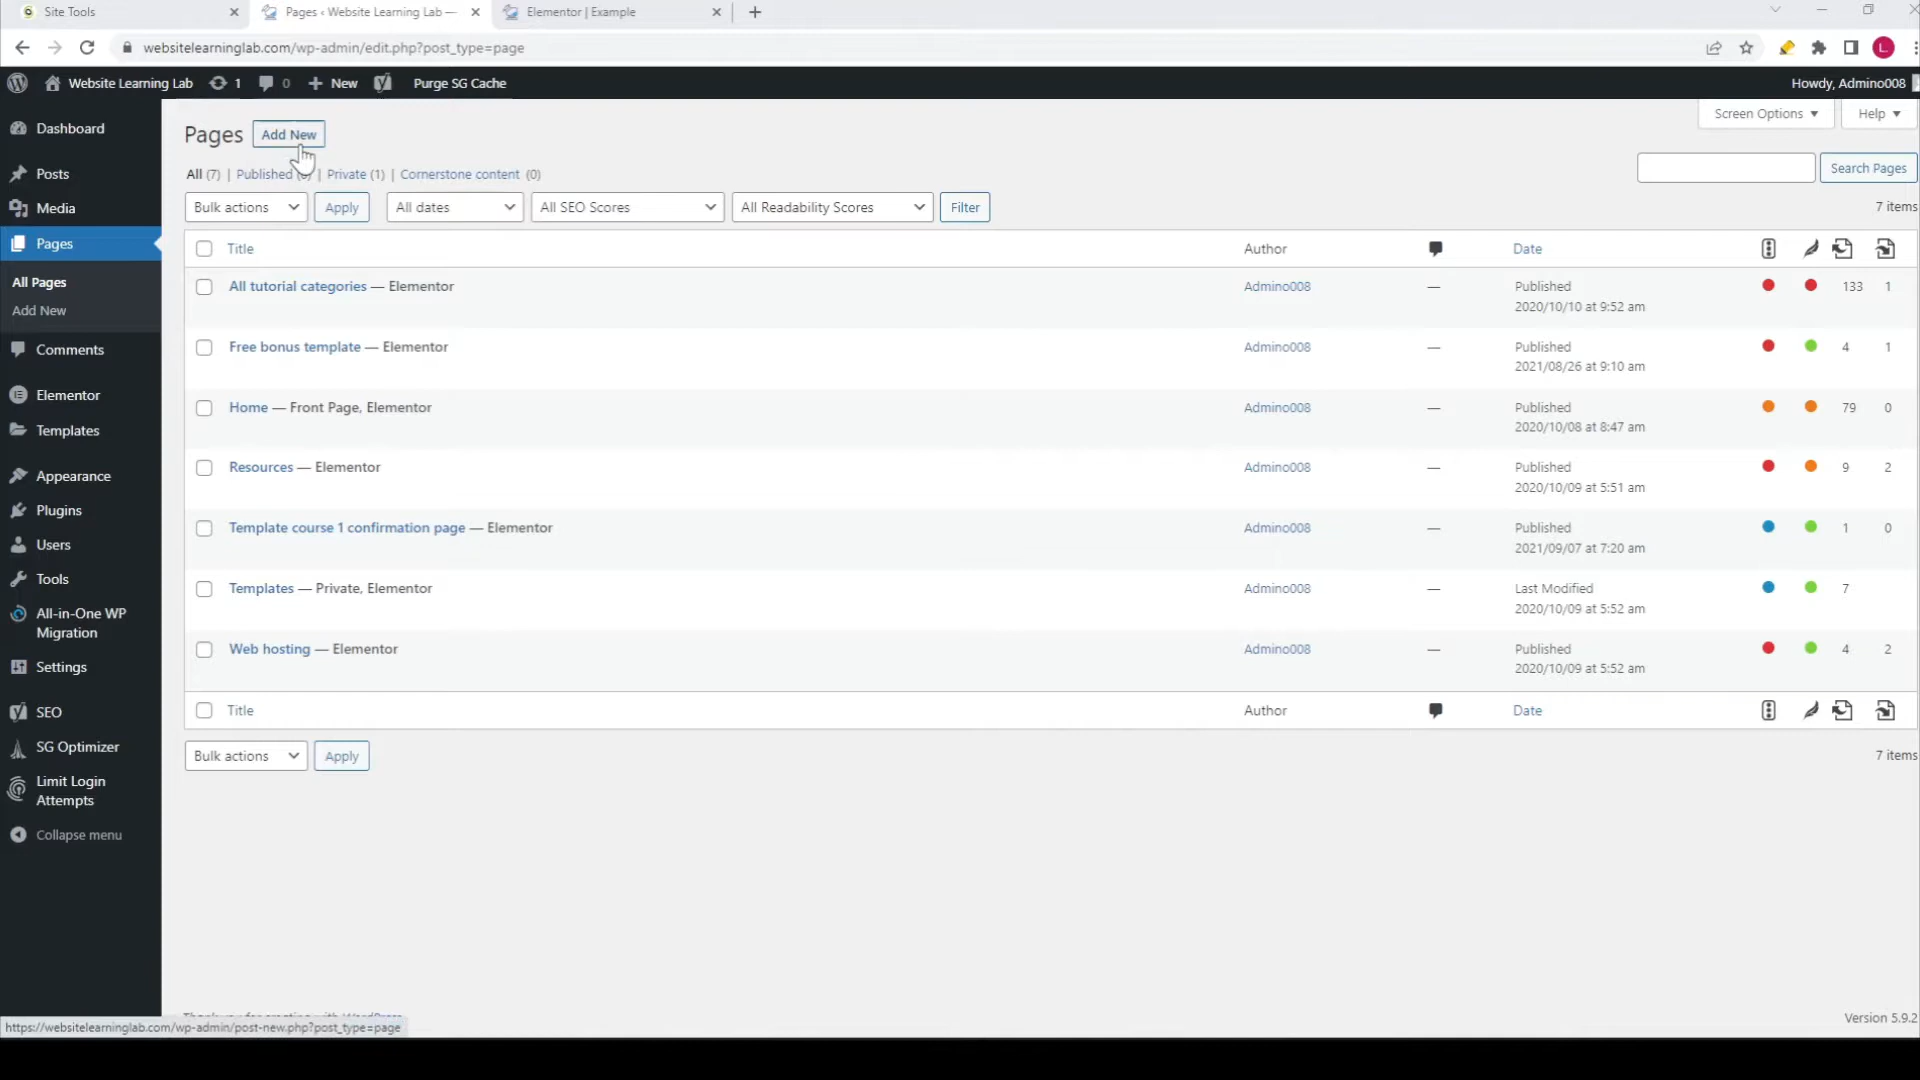 Site Tools
Pages ‹ Website Learning Lab —
Elementor | Example
websitelearninglab.com/wp-admin/edit.php?post_type=page
L
Website Learning Lab 1 0 New Purge SG Cache
Howdy, Admino008
Dashboard
Posts
Media
Pages
All Pages
Add New
Comments
Elementor
Templates
Appearance
Plugins
Users
Tools
All-in-One WP
Migration
Settings
SEO
SG Optimizer
Limit Login
Attempts
Collapse menu
Screen Options Help
Pages Add New
All (7) | Published | Private (1) | Cornerstone content (0)
Search Pages
Bulk actions Apply All dates All SEO Scores All Readability Scores Filter
7 items
Title Author Date
All tutorial categories — Elementor Admino008 — Published 133 1
2020/10/10 at 9:52 am
Free bonus template — Elementor Admino008 — Published 4 1
2021/08/26 at 9:10 am
Home — Front Page, Elementor Admino008 — Published 79 0
2020/10/08 at 8:47 am
Resources — Elementor Admino008 — Published 9 2
2020/10/09 at 5:51 am
Template course 1 confirmation page — Elementor Admino008 — Published 1 0
2021/09/07 at 7:20 am
Templates — Private, Elementor Admino008 — Last Modified 7
2020/10/09 at 5:52 am
Web hosting — Elementor Admino008 — Published 4 2
2020/10/09 at 5:52 am
Title Author Date
Bulk actions Apply
7 items
https://websitelearninglab.com/wp-admin/post-new.php?post_type=page
Version 5.9.2